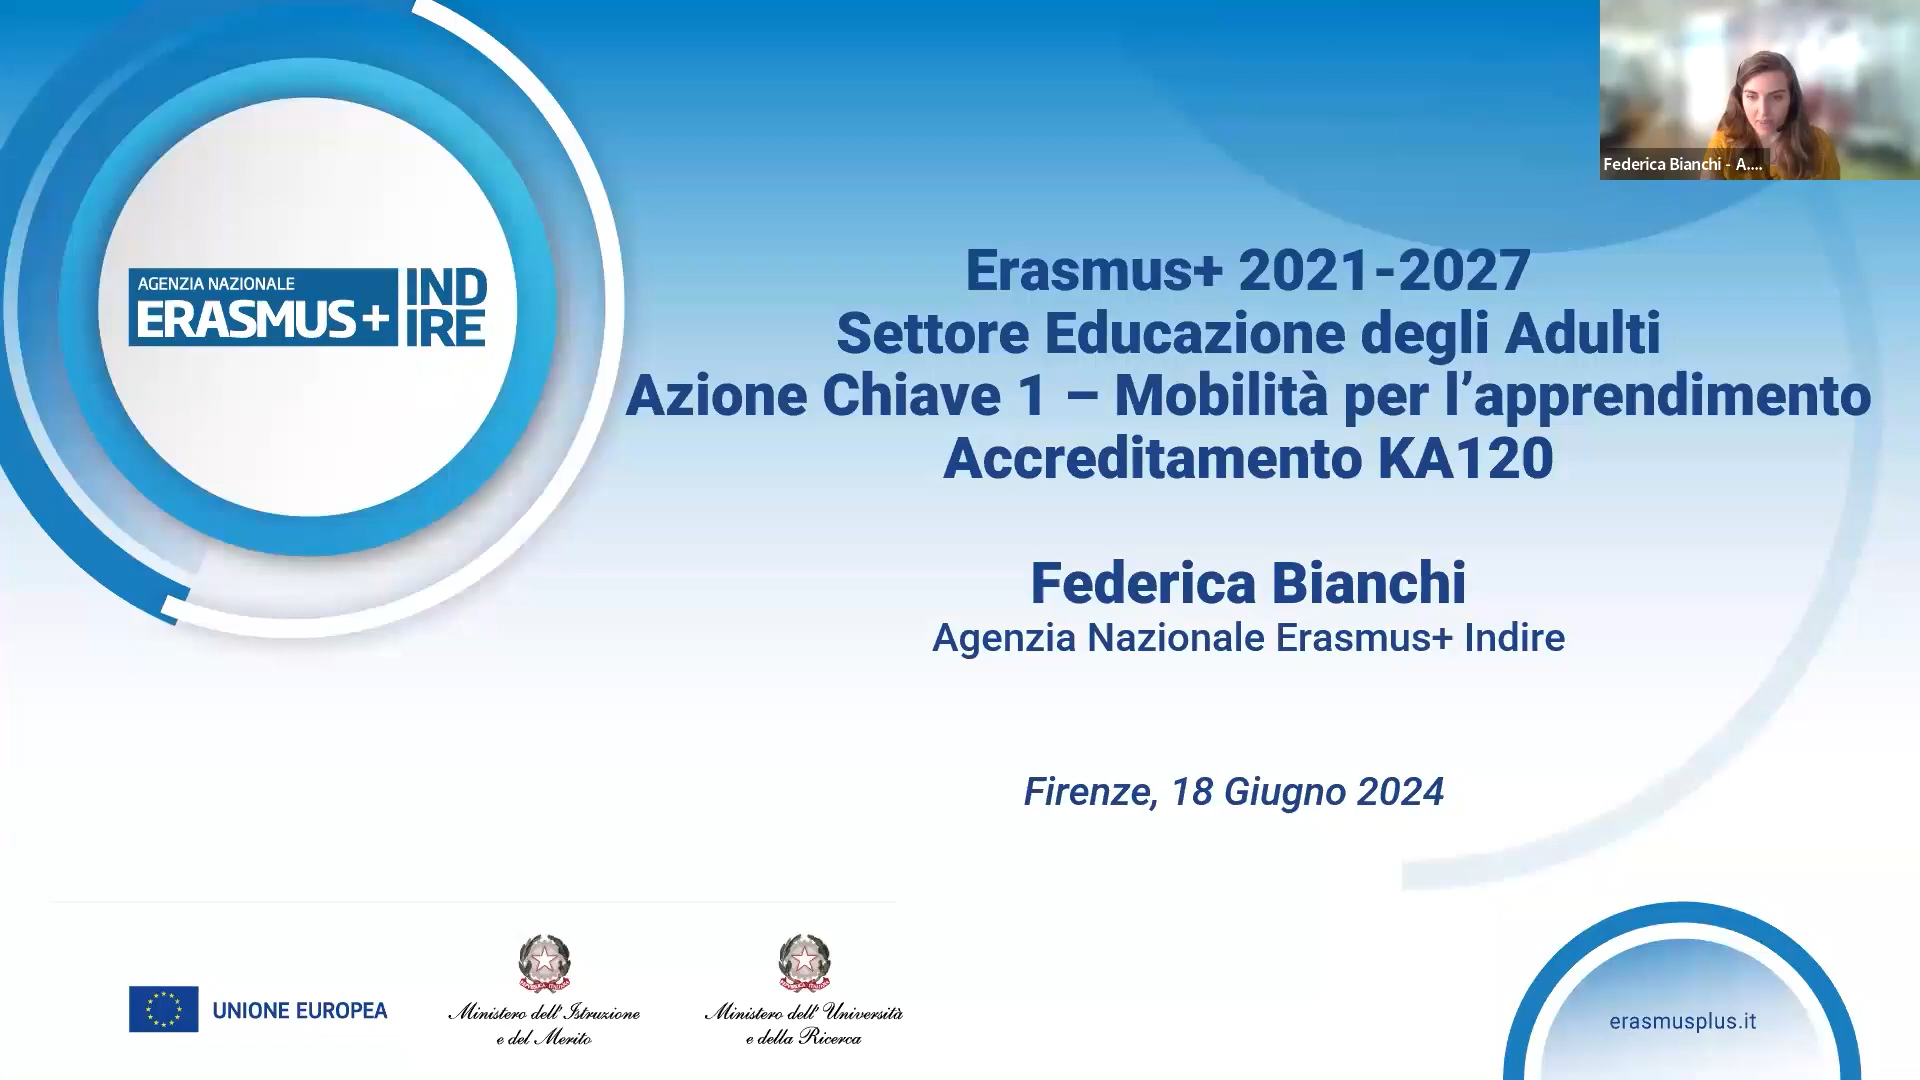 Federica Bianchi - A....
AGENZIA NAZIONALE
ERASMUS+
IND
IRE
Erasmus+ 2021-2027
Settore Educazione degli Adulti
Azione Chiave 1 – Mobilità per l’apprendimento
Accreditamento KA120
Federica Bianchi
Agenzia Nazionale Erasmus+ Indire
Firenze, 18 Giugno 2024
UNIONE EUROPEA
Ministero dell'Istruzione
e del Merito
Ministero dell'Università
e della Ricerca
erasmusplus.it